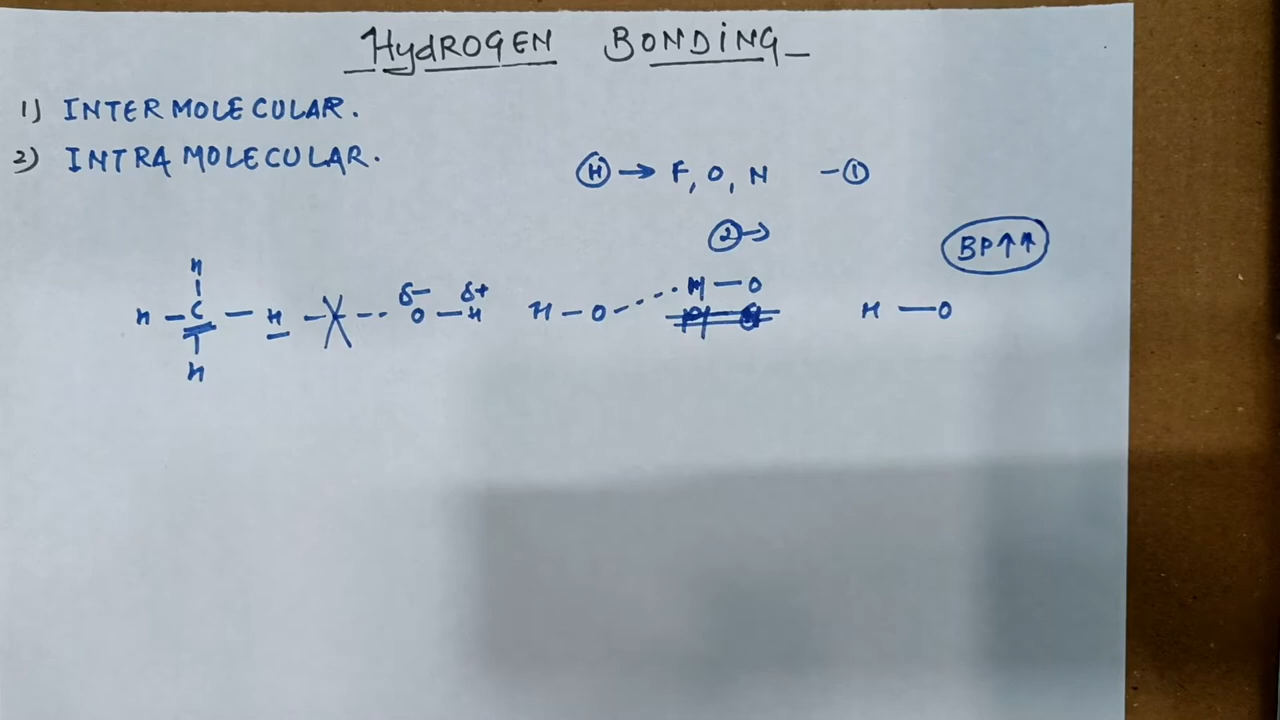 HydROGEN BONDING
1) INTERMOLECULAR.
2) INTRAMOLECULAR.
H → F, O, N - ①
② →
BP↑↑
H
H - C - H - X - - - O - H
δ- δ+
H - O - - - - H - O
H - O
H